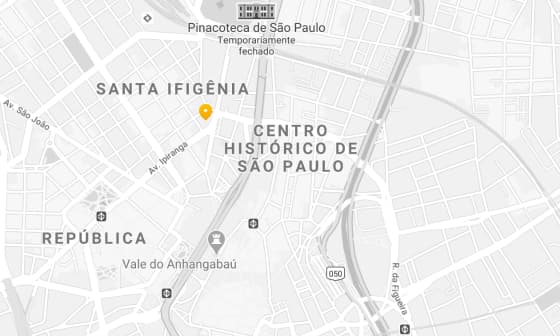 Pinacoteca de São Paulo
Temporariamente
fechado
SANTA IFIGÊNIA
Av. São João
CENTRO
HISTÓRICO DE
SÃO PAULO
Av. Ipiranga
REPÚBLICA
Vale do Anhangabaú
050
R. da Figueira